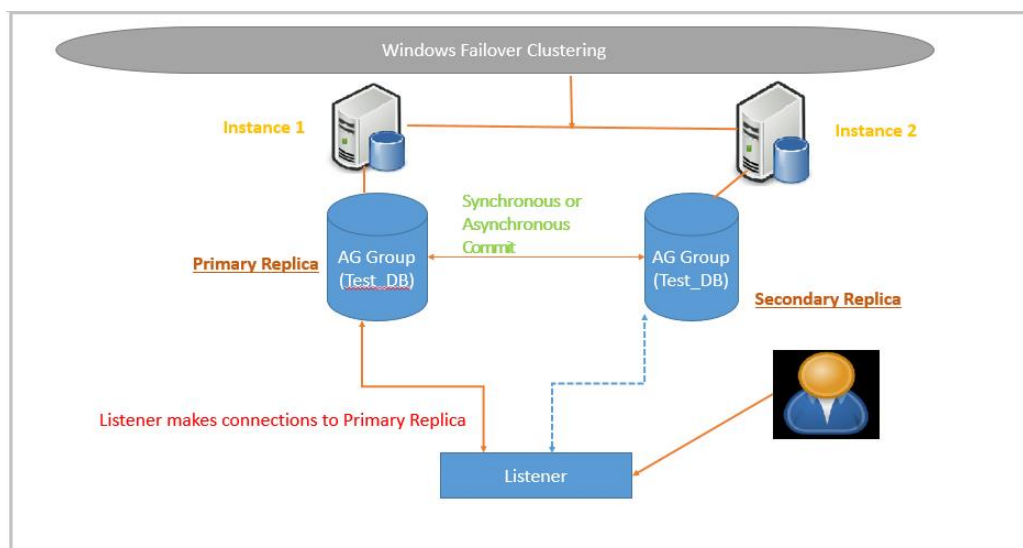 Windows Failover Clustering
Instance 1
Instance 2
Synchronous or
Asynchronous
Commit
AG Group
(Test_DB)
AG Group
(Test_DB)
Primary Replica
Secondary Replica
Listener makes connections to Primary Replica
Listener